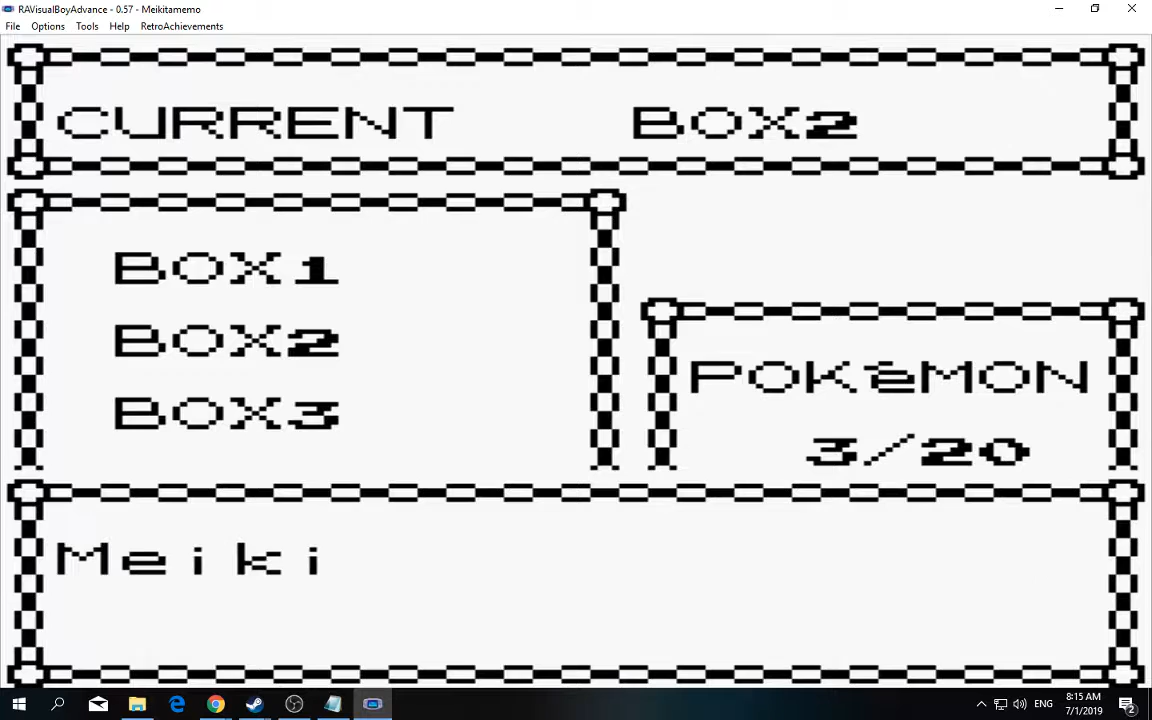 RAVisualBoyAdvance - 0.57 - Meikitamemo
File Options Tools Help RetroAchievements
CURRENT BOX2
BOX1
BOX2
BOX3
POKéMON
3/20
Meiki
ENG
8:15 AM
7/1/2019
2